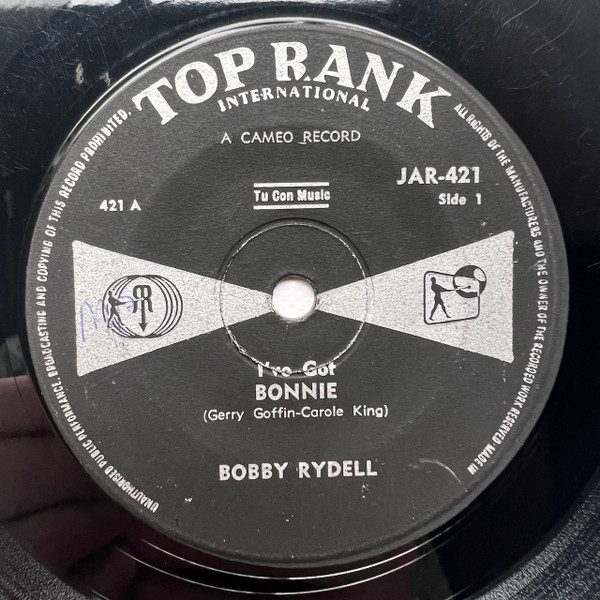 TOP RANK
INTERNATIONAL
A CAMEO RECORD
JAR-421
Side 1
421 A
Tu Con Music
I've Got
BONNIE
(Gerry Goffin-Carole King)
BOBBY RYDELL
ALL RIGHTS OF THE MANUFACTURERS AND THE OWNER OF THE RECORDED WORK RESERVED MADE IN
UNAUTHORISED PUBLIC PERFORMANCE, BROADCASTING AND COPYING OF THIS RECORD PROHIBITED.